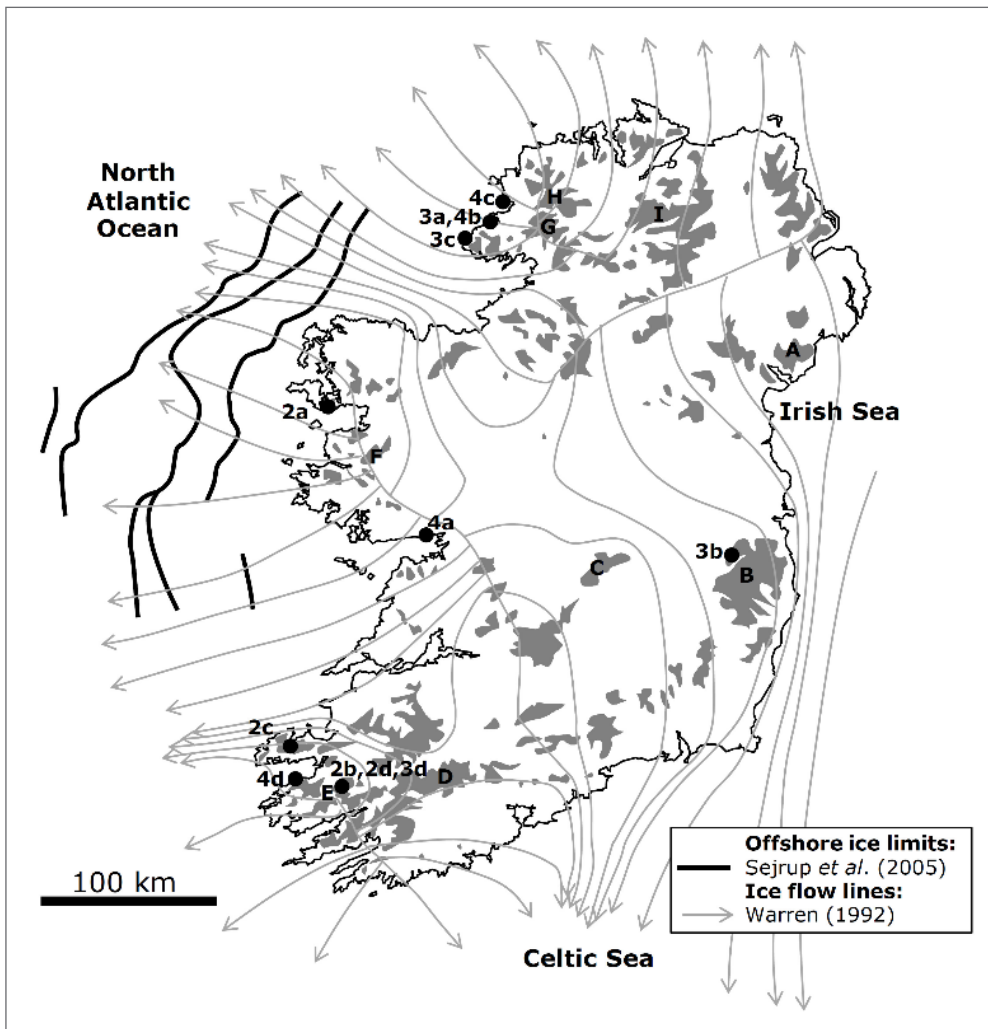 North
Atlantic
Ocean
4c
H
3a,4b
G
I
3c
A
2a
Irish Sea
F
4a
3b
B
C
2c
4d
2b,2d,3d
D
E
100 km
Offshore ice limits:
Sejrup et al. (2005)
Ice flow lines:
Warren (1992)
Celtic Sea